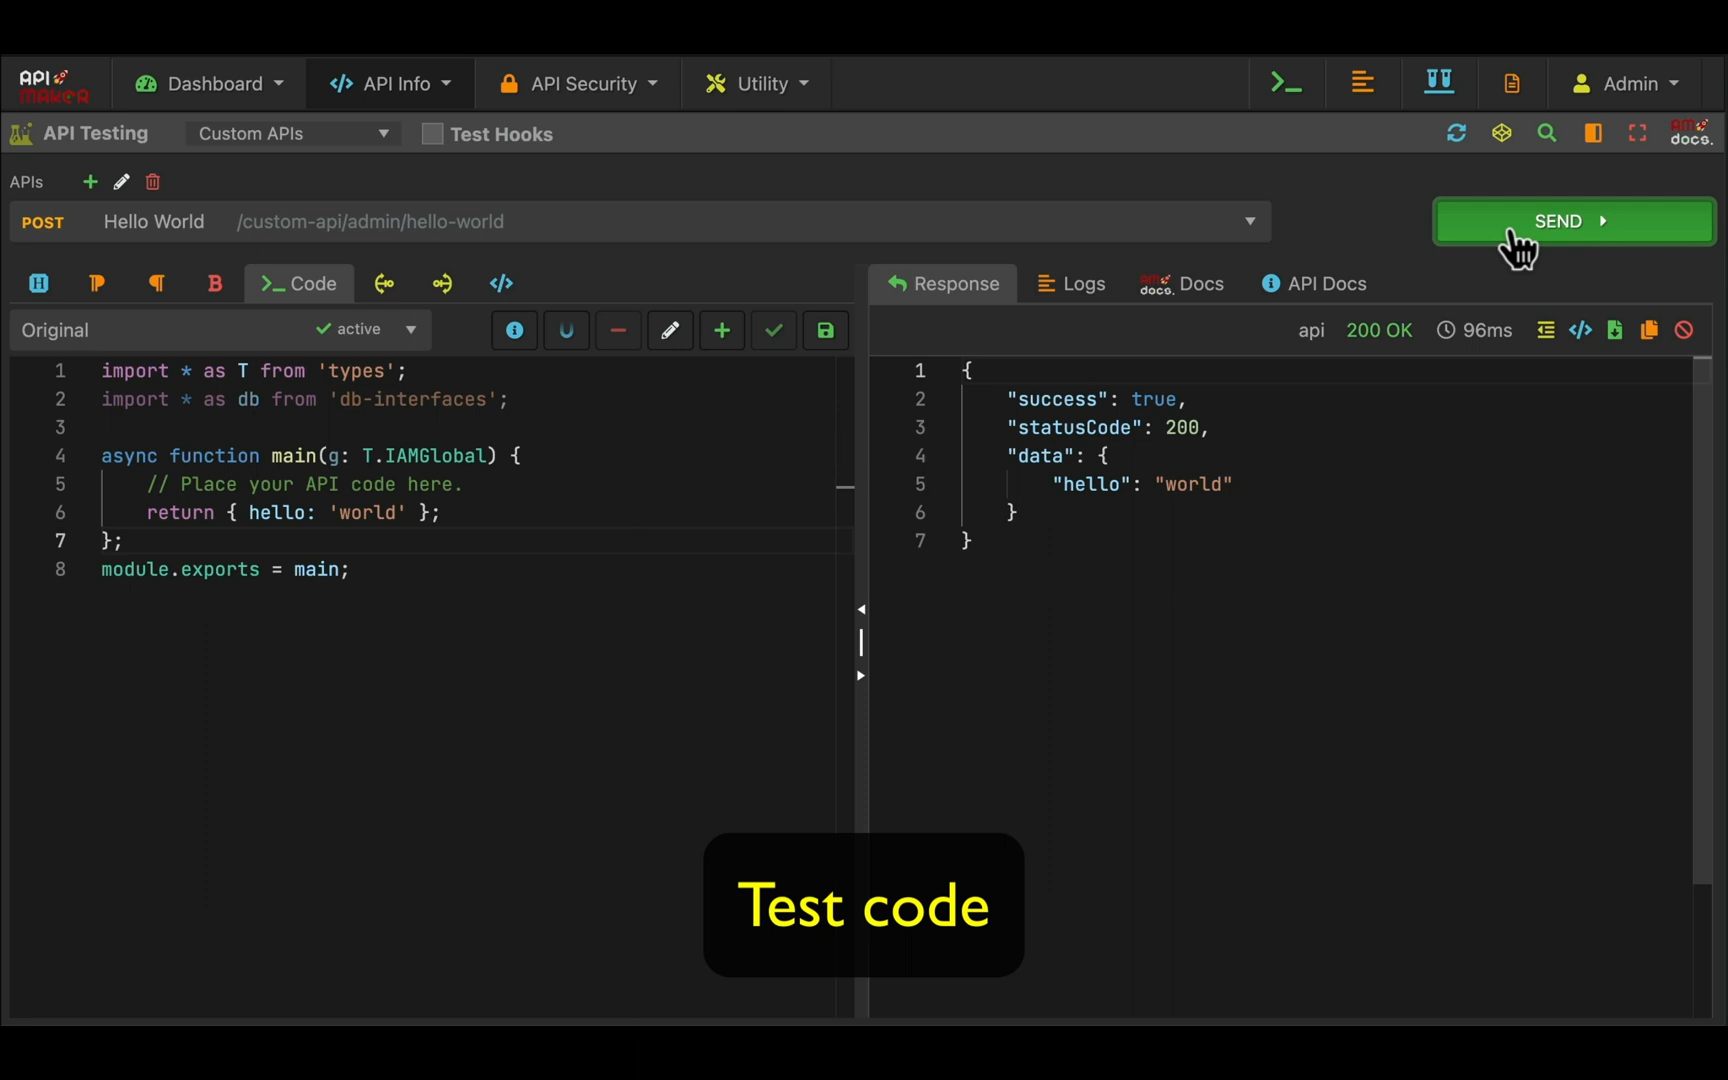 API MAKER Dashboard API Info API Security Utility Admin
API Testing Custom APIs Test Hooks AM docs.
APIs
POST Hello World /custom-api/admin/hello-world SEND
H B Code Response Logs AM docs. Docs API Docs
Original active api 200 OK 96ms
1 import * as T from 'types';
2 import * as db from 'db-interfaces';
3
4 async function main(g: T.IAMGlobal) {
5 // Place your API code here.
6 return { hello: 'world' };
7 };
8 module.exports = main;
1 {
2 "success": true,
3 "statusCode": 200,
4 "data": {
5 "hello": "world"
6 }
7 }
Test code